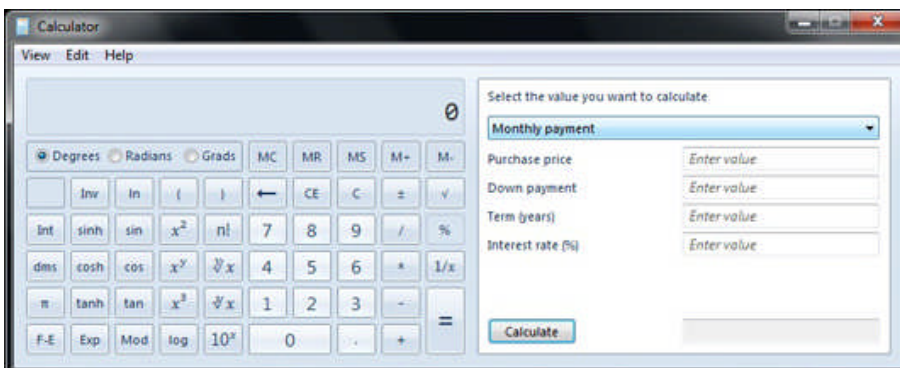 Calculator
View Edit Help
0
Degrees Radians Grads MC MR MS M+ M-
Inv ln ( ) ← CE C ± √
Int sinh sin x² n! 7 8 9 / %
dms cosh cos xʸ ʸ√x 4 5 6 * 1/x
π tanh tan x³ ³√x 1 2 3 - =
F-E Exp Mod log 10ˣ 0 . +
Select the value you want to calculate
Monthly payment
Purchase price Enter value
Down payment Enter value
Term (years) Enter value
Interest rate (%) Enter value
Calculate